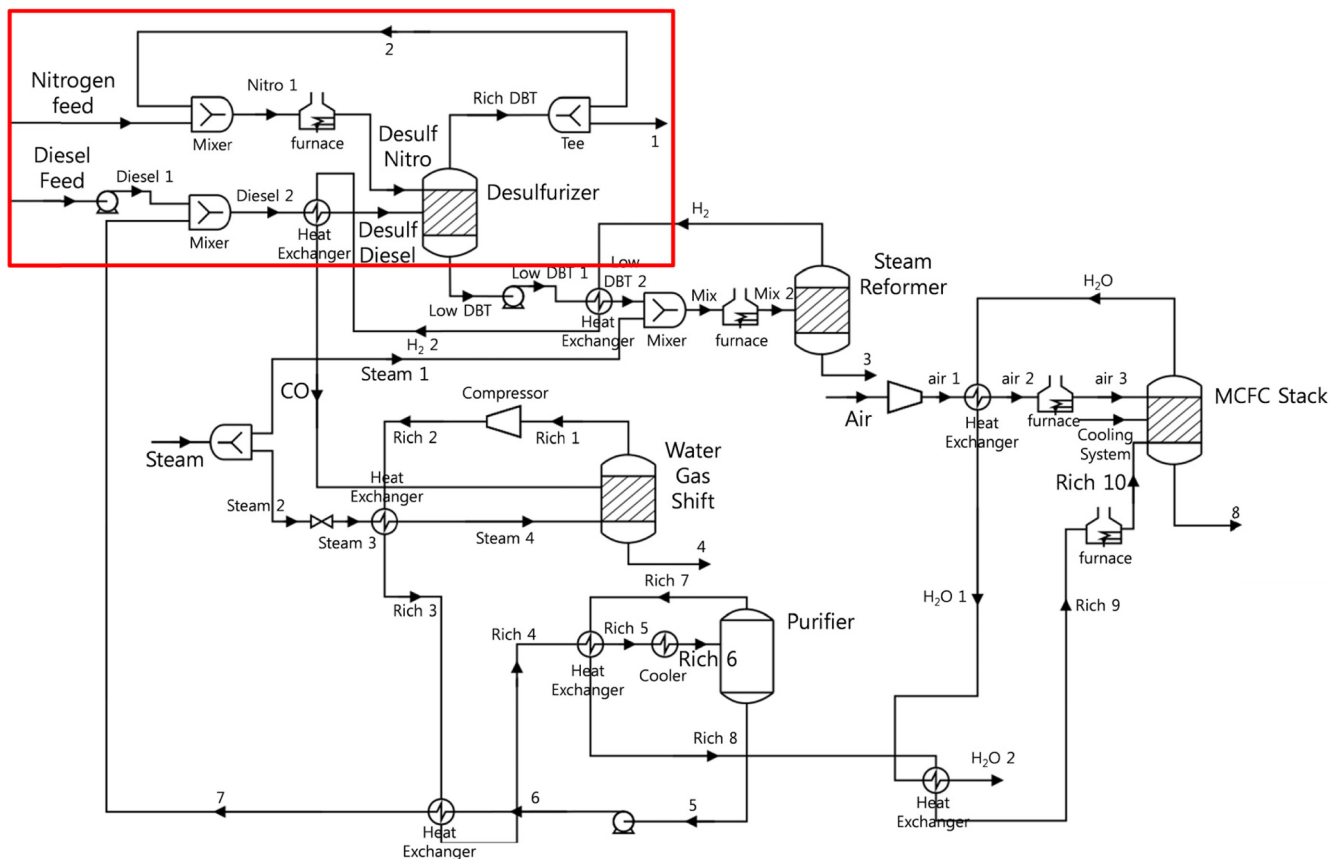 2
Nitrogen
feed
Nitro 1
Mixer
furnace
Rich DBT
Tee
1
Desulf
Nitro
Diesel
Feed
Diesel 1
Diesel 2
Mixer
Heat
Exchanger
Desulf
Diesel
Desulfurizer
H2
Low DBT
Low DBT 1
Low
DBT 2
Heat
Exchanger
Mixer
Mix
furnace
Mix 2
Steam
Reformer
3
H2 2
Steam 1
CO
Steam
Steam 2
Steam 3
Heat
Exchanger
Steam 4
Rich 2
Compressor
Rich 1
Water
Gas
Shift
4
Air
air 1
Heat
Exchanger
air 2
furnace
air 3
H2O
MCFC Stack
Cooling
System
Rich 10
furnace
8
H2O 1
Rich 9
Rich 3
Rich 4
Heat
Exchanger
Rich 5
Cooler
Rich 6
Rich 7
Purifier
Rich 8
H2O 2
Heat
Exchanger
7
Heat
Exchanger
6
5